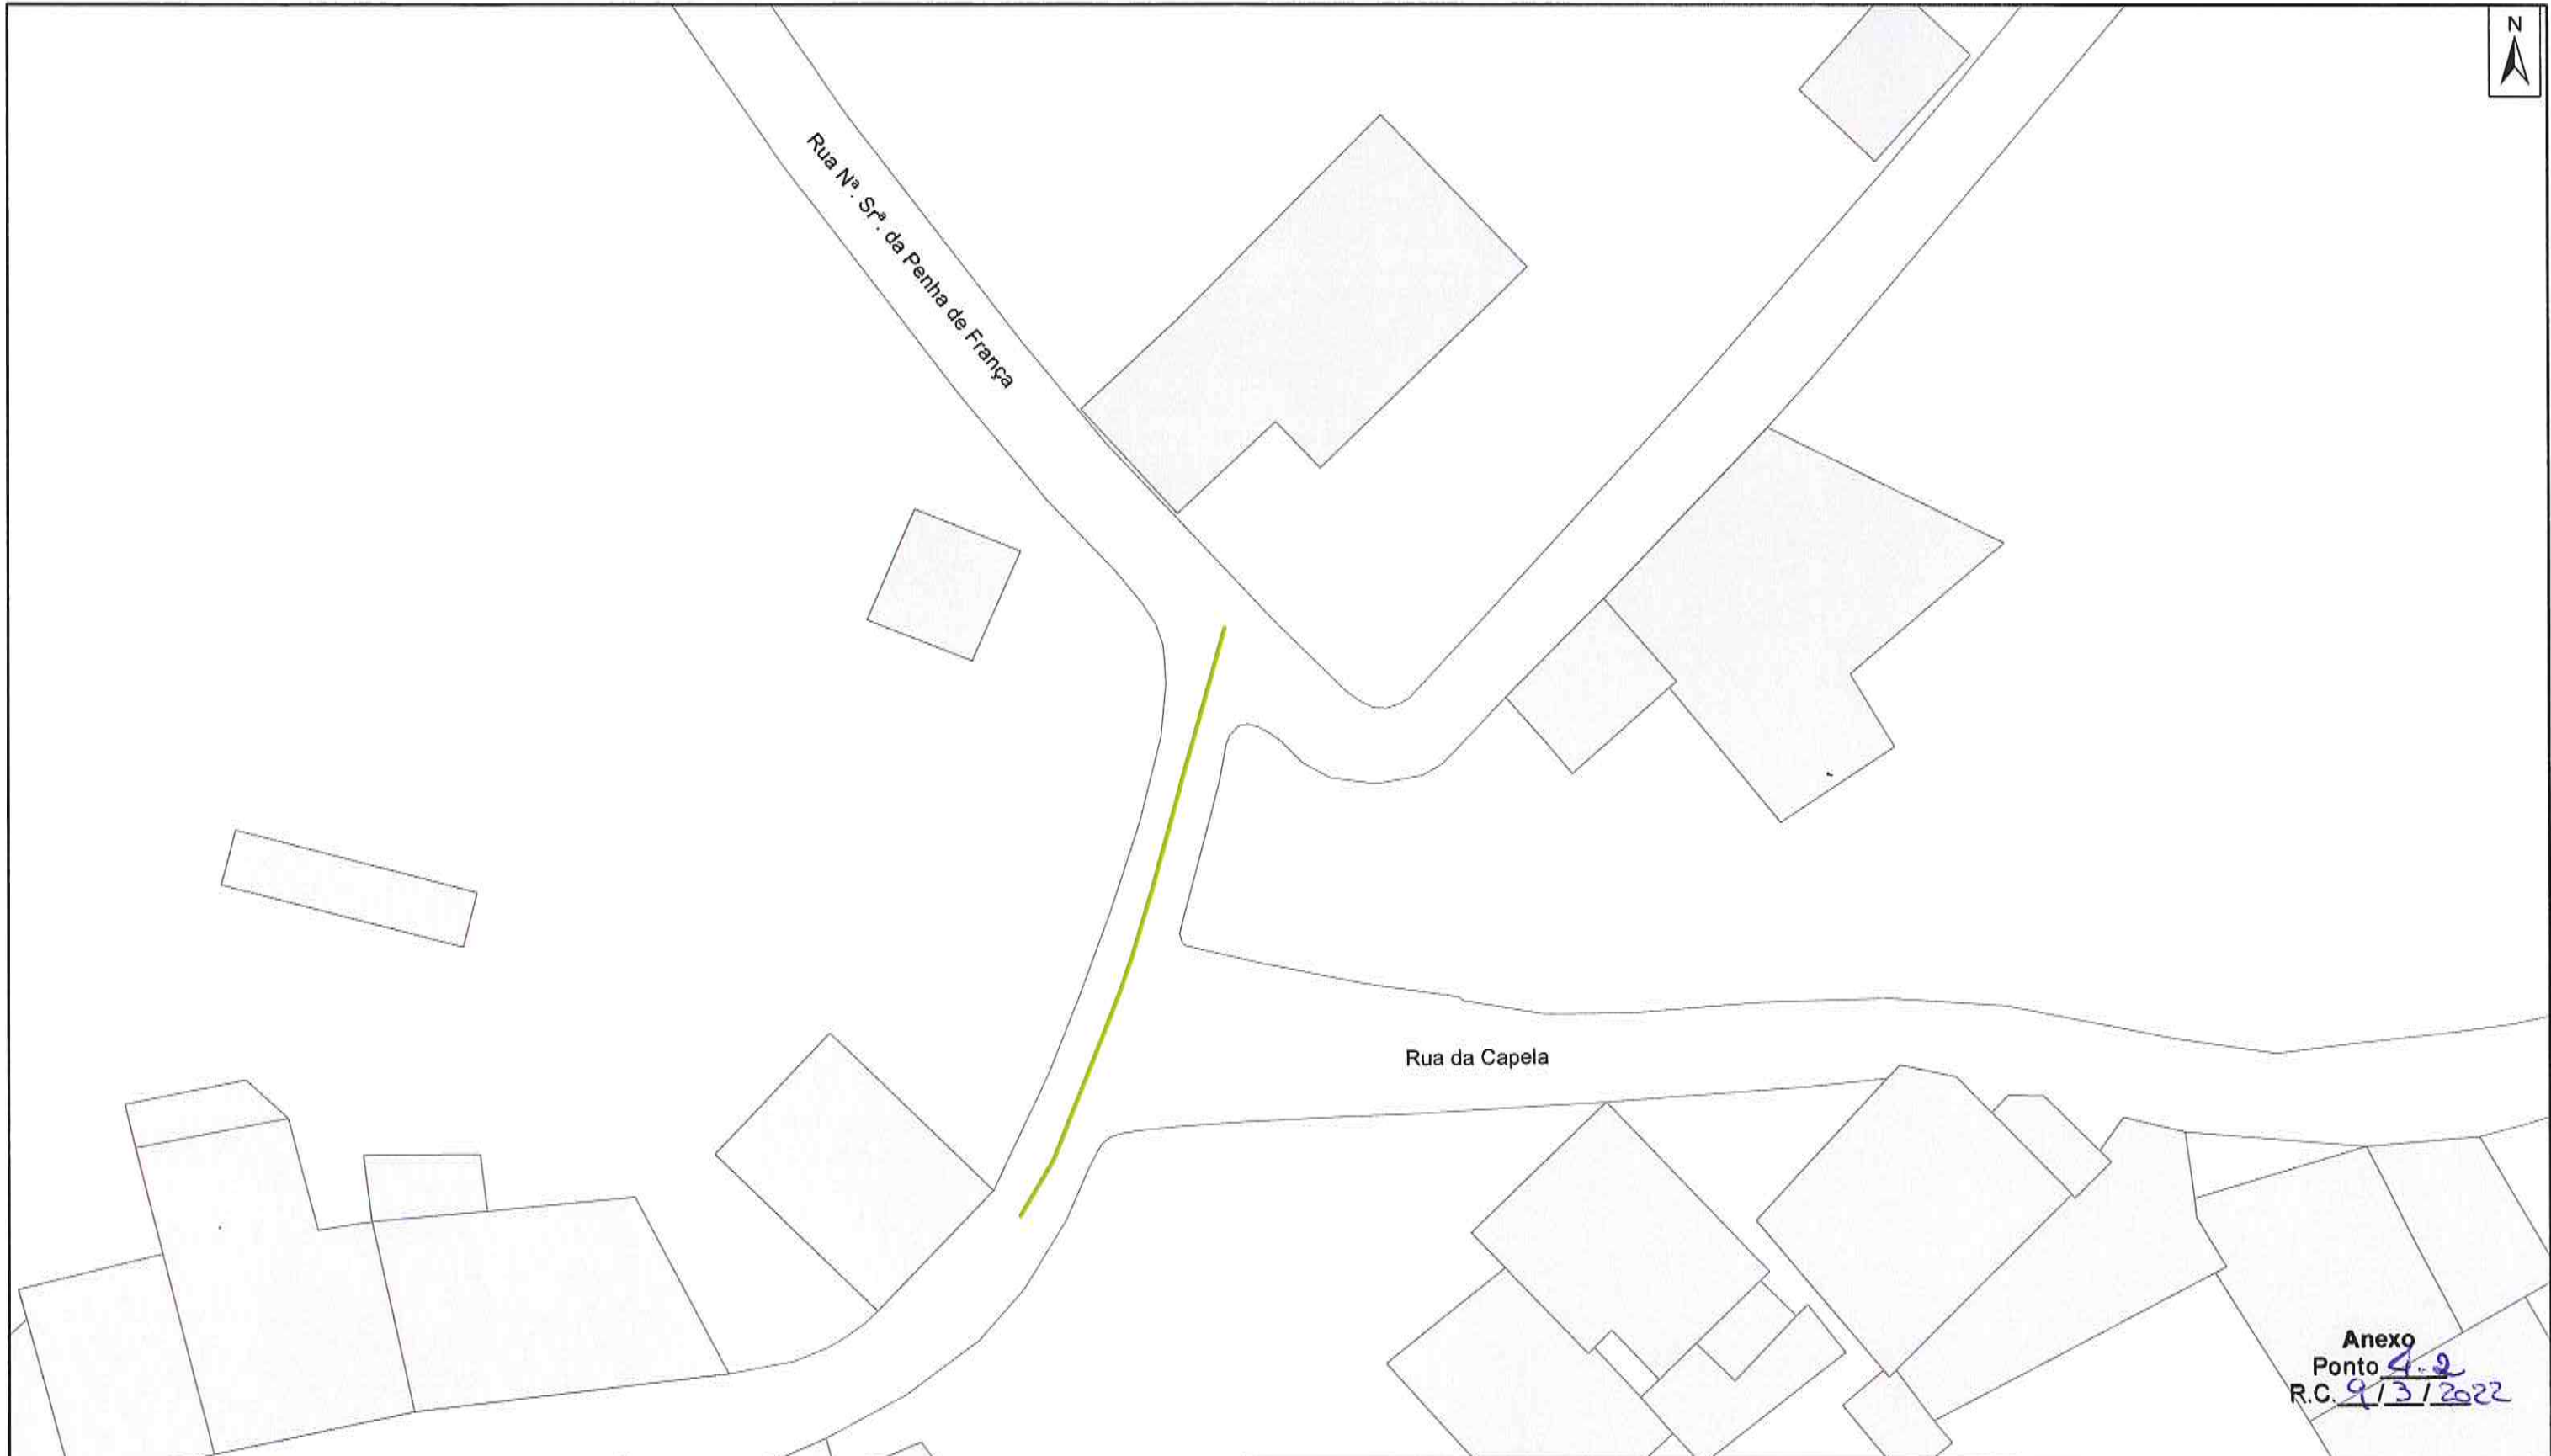 N
Rua Nª. Srª. da Penha de França
Rua da Capela
Anexo
Ponto 4.2
R.C. 9/3/2022